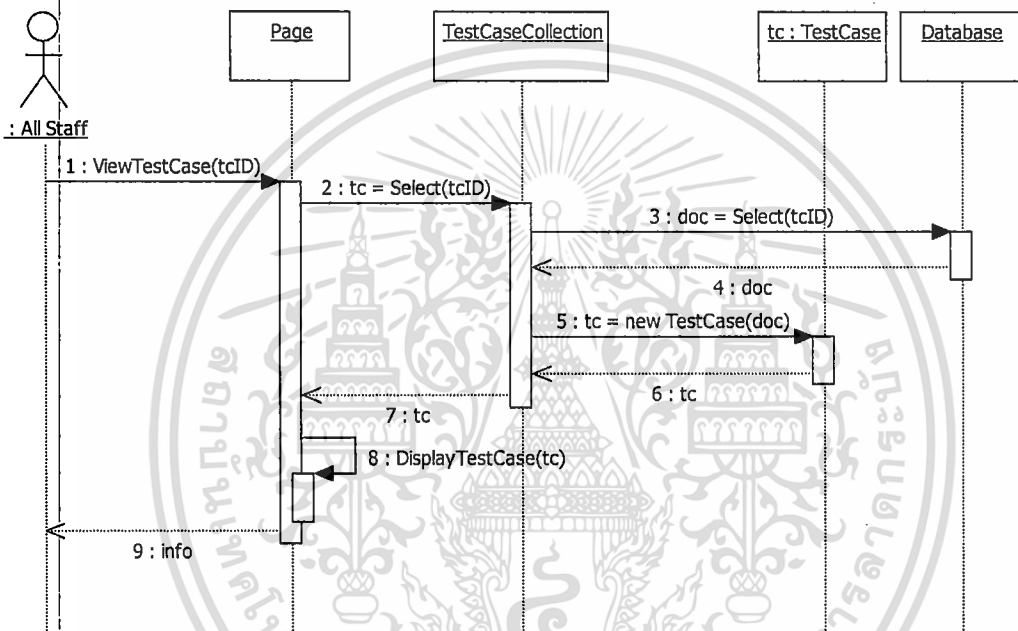 Page
TestCaseCollection
tc : TestCase
Database
: All Staff
1 : ViewTestCase(tcID)
2 : tc = Select(tcID)
3 : doc = Select(tcID)
4 : doc
5 : tc = new TestCase(doc)
6 : tc
7 : tc
8 : DisplayTestCase(tc)
9 : info